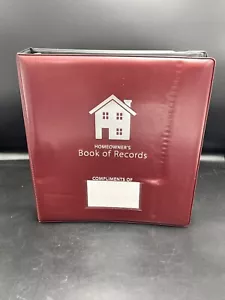 HOMEOWNER'S
Book of Records
COMPLIMENTS OF